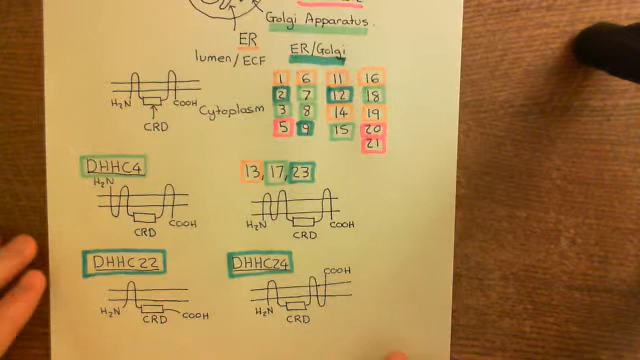 Golgi Apparatus.
ER
lumen/ECF
ER/Golgi
1 6 11 16
2 7 12 18
3 8 14 19
5 9 15 20
21
Cytoplasm
H₂N
COOH
CRD
DHHC4
H₂N
CRD
COOH
13, 17, 23
H₂N
CRD
COOH
DHHC22
H₂N
CRD
COOH
DHHC24
COOH
H₂N
CRD